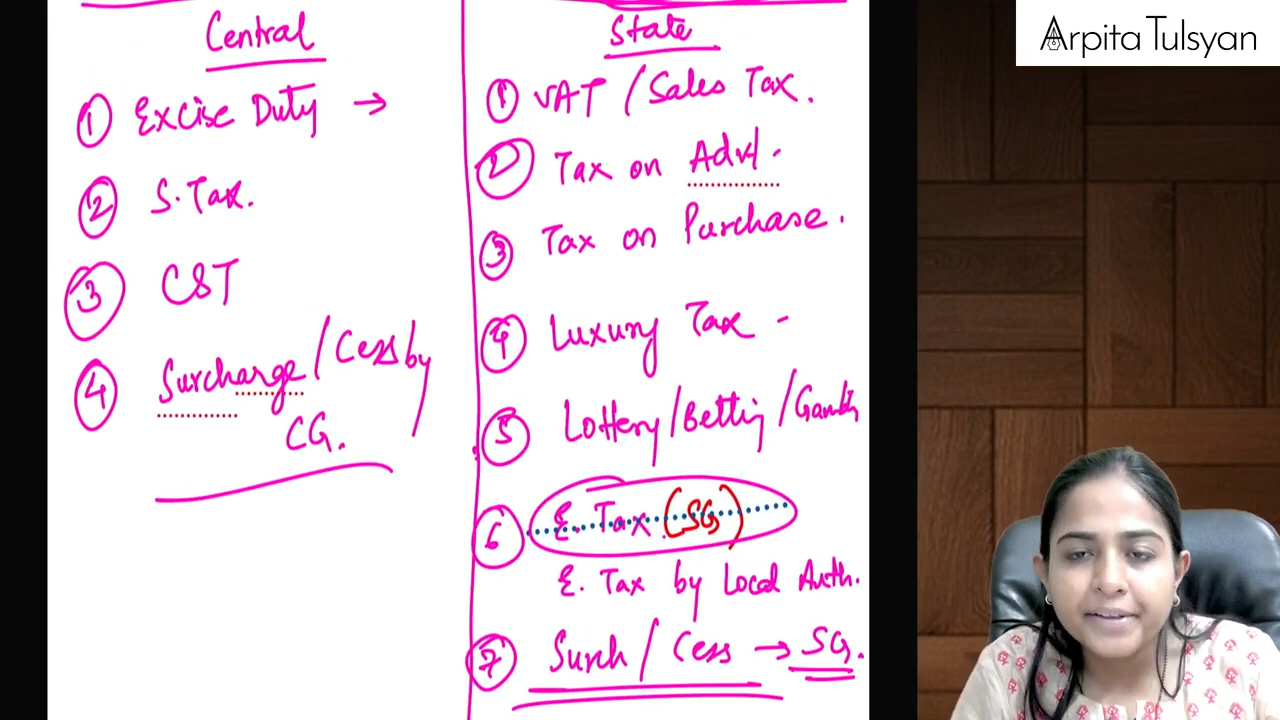 Arpita Tulsyan
Central
① Excise Duty →
② S. Tax.
③ CST
④ Surcharge / Cess by
CG.
State
① VAT / Sales Tax.
② Tax on Advt.
③ Tax on Purchase.
④ Luxury Tax -
⑤ Lottery / Betting /
⑥ E. Tax. (SG)
E. Tax by Local Auth.
⑦ Surch / Cess → SG.